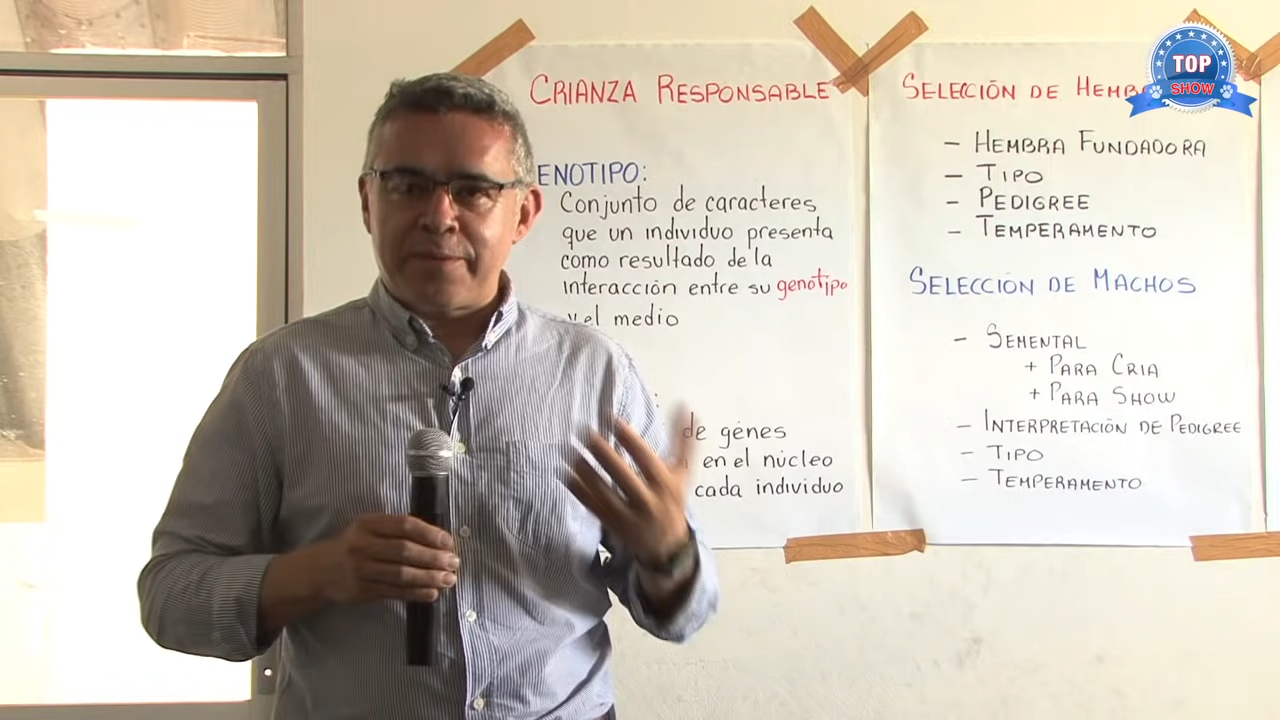 CRIANZA RESPONSABLE
ENOTIPO:
Conjunto de caracteres
que un individuo presenta
como resultado de la
interacción entre su genotipo
y el medio
de génes
en el núcleo
cada individuo
SELECCIÓN DE HEMB
- HEMBRA FUNDADORA
- TIPO
- PEDIGREE
- TEMPERAMENTO
SELECCIÓN DE MACHOS
- SEMENTAL
+ PARA CRIA
+ PARA SHOW
- INTERPRETACIÓN DE PEDIGREE
- TIPO
- TEMPERAMENTO
TOP
SHOW